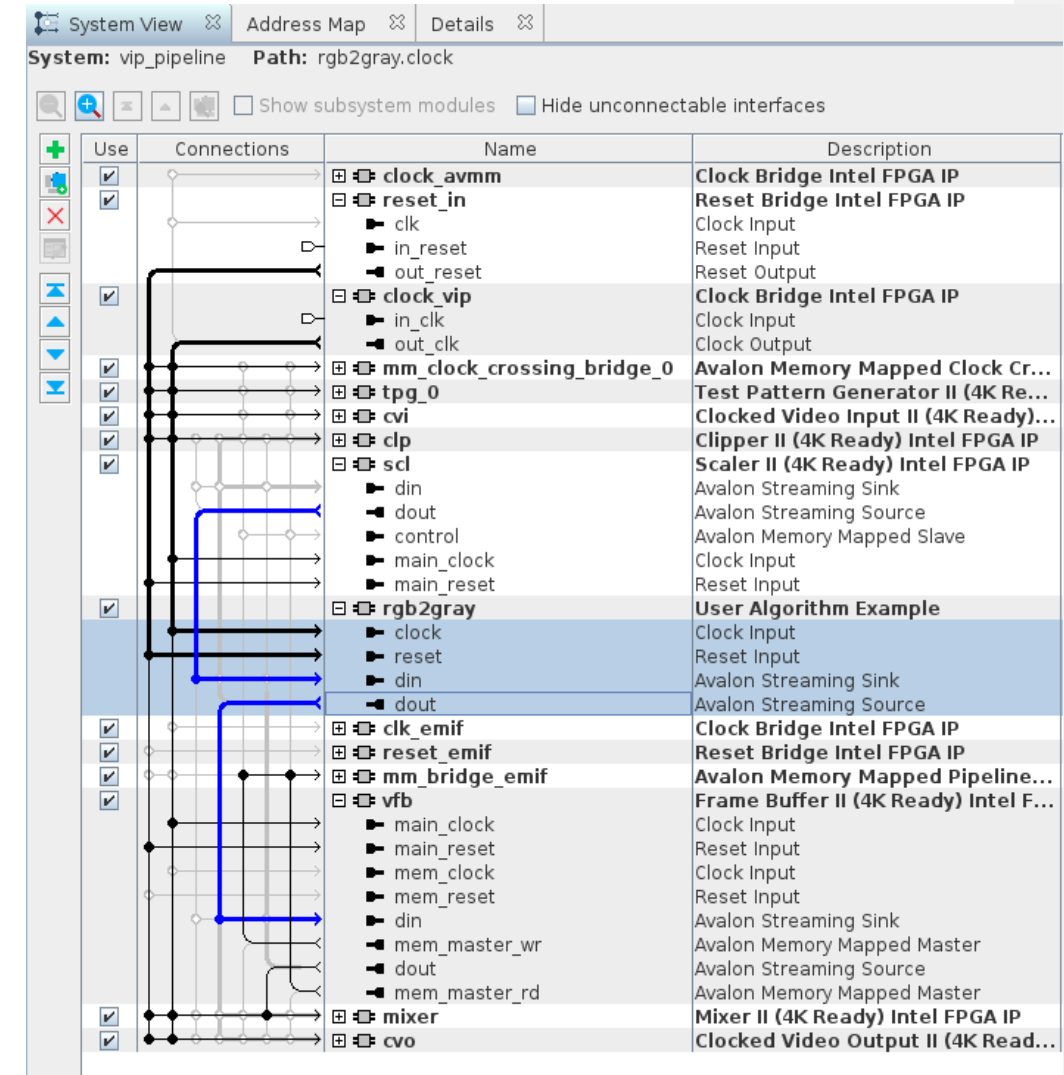 System View Address Map Details
System: vip_pipeline Path: rgb2gray.clock
Show subsystem modules Hide unconnectable interfaces
Use Connections Name Description
clock_avmm Clock Bridge Intel FPGA IP
reset_in Reset Bridge Intel FPGA IP
clk Clock Input
in_reset Reset Input
out_reset Reset Output
clock_vip Clock Bridge Intel FPGA IP
in_clk Clock Input
out_clk Clock Output
mm_clock_crossing_bridge_0 Avalon Memory Mapped Clock Cr...
tpg_0 Test Pattern Generator II (4K Re...
cvi Clocked Video Input II (4K Ready)...
clp Clipper II (4K Ready) Intel FPGA IP
scl Scaler II (4K Ready) Intel FPGA IP
din Avalon Streaming Sink
dout Avalon Streaming Source
control Avalon Memory Mapped Slave
main_clock Clock Input
main_reset Reset Input
rgb2gray User Algorithm Example
clock Clock Input
reset Reset Input
din Avalon Streaming Sink
dout Avalon Streaming Source
clk_emif Clock Bridge Intel FPGA IP
reset_emif Reset Bridge Intel FPGA IP
mm_bridge_emif Avalon Memory Mapped Pipeline...
vfb Frame Buffer II (4K Ready) Intel F...
main_clock Clock Input
main_reset Reset Input
mem_clock Clock Input
mem_reset Reset Input
din Avalon Streaming Sink
mem_master_wr Avalon Memory Mapped Master
dout Avalon Streaming Source
mem_master_rd Avalon Memory Mapped Master
mixer Mixer II (4K Ready) Intel FPGA IP
cvo Clocked Video Output II (4K Read...